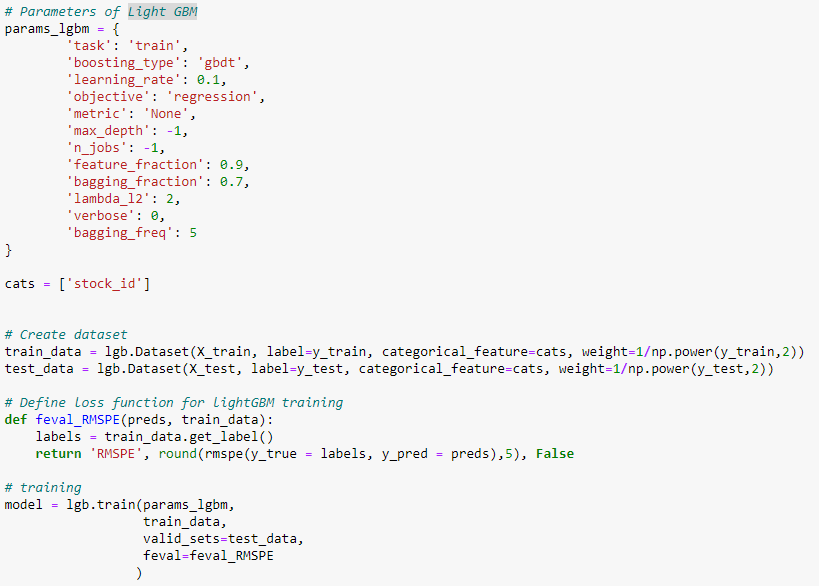 # Parameters of Light GBM
params_lgbm = {
        'task': 'train',
        'boosting_type': 'gbdt',
        'learning_rate': 0.1,
        'objective': 'regression',
        'metric': 'None',
        'max_depth': -1,
        'n_jobs': -1,
        'feature_fraction': 0.9,
        'bagging_fraction': 0.7,
        'lambda_l2': 2,
        'verbose': 0,
        'bagging_freq': 5
}
cats = ['stock_id']
# Create dataset
train_data = lgb.Dataset(X_train, label=y_train, categorical_feature=cats, weight=1/np.power(y_train,2))
test_data = lgb.Dataset(X_test, label=y_test, categorical_feature=cats, weight=1/np.power(y_test,2))
# Define loss function for LightGBM training
def feval_RMSPE(preds, train_data):
    labels = train_data.get_label()
    return 'RMSPE', round(rmspe(y_true = labels, y_pred = preds),5), False
# training
model = lgb.train(params_lgbm,
                  train_data,
                  valid_sets=test_data,
                  feval=feval_RMSPE
                 )